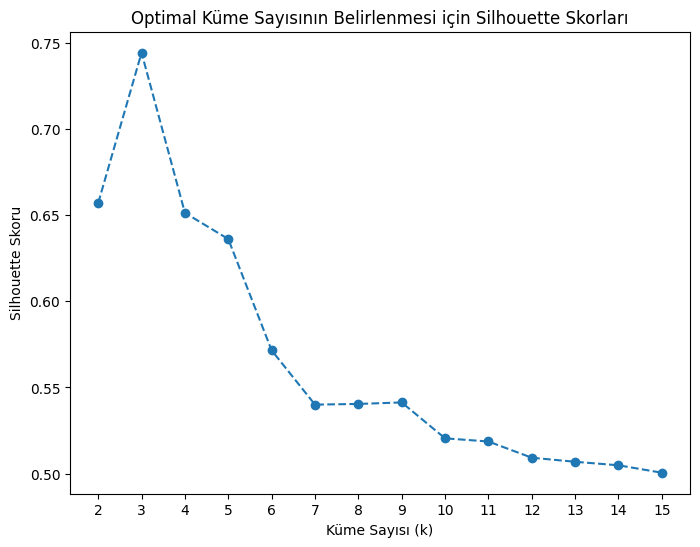 Optimal Küme Sayısının Belirlenmesi için Silhouette Skorları
Silhouette Skoru
0.75
0.70
0.65
0.60
0.55
0.50
2 3 4 5 6 7 8 9 10 11 12 13 14 15
Küme Sayısı (k)